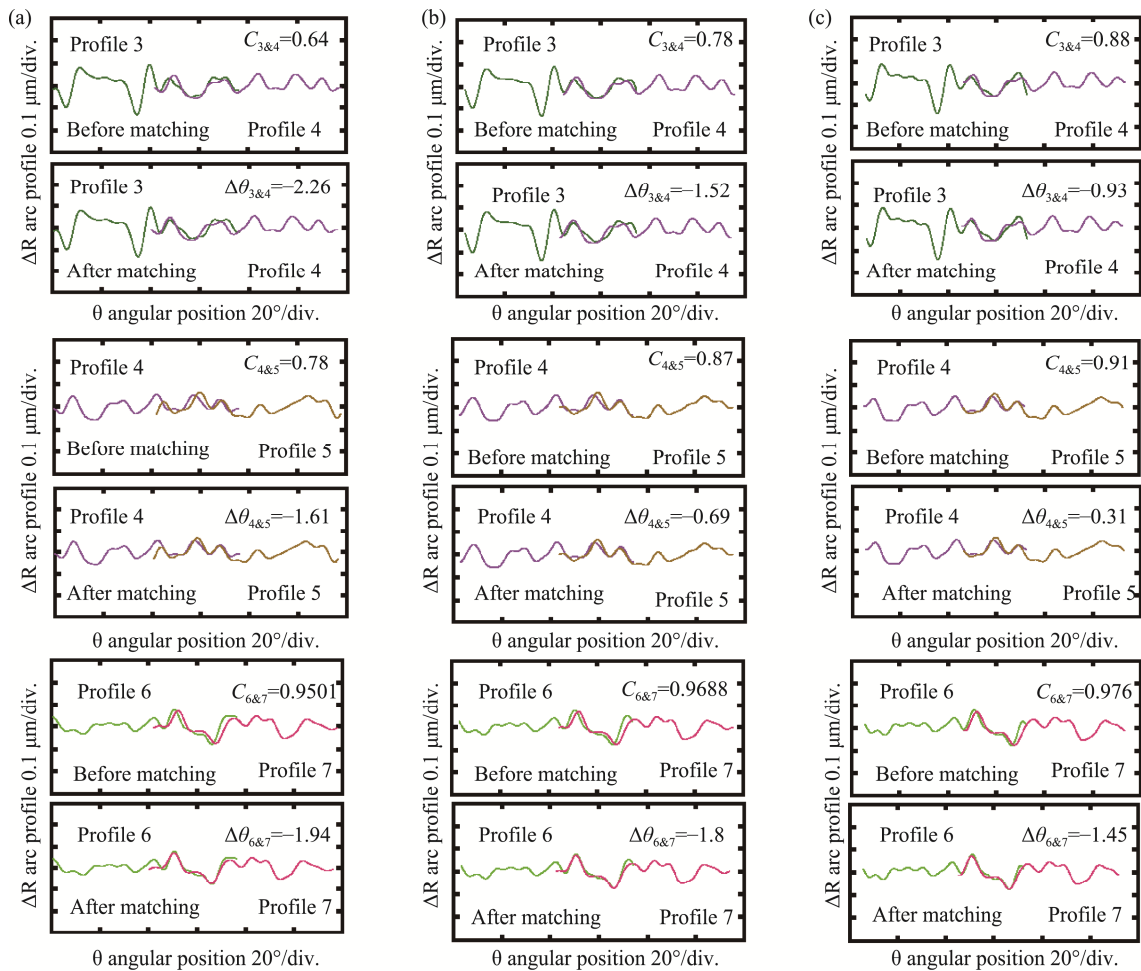 (a)
ΔR arc profile 0.1 μm/div.
Profile 3
C3&4=0.64
Before matching
Profile 4
Profile 3
Δθ3&4=−2.26
After matching
Profile 4
θ angular position 20°/div.
ΔR arc profile 0.1 μm/div.
Profile 4
C4&5=0.78
Before matching
Profile 5
Profile 4
Δθ4&5=−1.61
After matching
Profile 5
θ angular position 20°/div.
ΔR arc profile 0.1 μm/div.
Profile 6
C6&7=0.9501
Before matching
Profile 7
Profile 6
Δθ6&7=−1.94
After matching
Profile 7
θ angular position 20°/div.
(b)
ΔR arc profile 0.1 μm/div.
Profile 3
C3&4=0.78
Before matching
Profile 4
Profile 3
Δθ3&4=−1.52
After matching
Profile 4
θ angular position 20°/div.
ΔR arc profile 0.1 μm/div.
Profile 4
C4&5=0.87
Before matching
Profile 5
Profile 4
Δθ4&5=−0.69
After matching
Profile 5
θ angular position 20°/div.
ΔR arc profile 0.1 μm/div.
Profile 6
C6&7=0.9688
Before matching
Profile 7
Profile 6
Δθ6&7=−1.8
After matching
Profile 7
θ angular position 20°/div.
(c)
ΔR arc profile 0.1 μm/div.
Profile 3
C3&4=0.88
Before matching
Profile 4
Profile 3
Δθ3&4=−0.93
After matching
Profile 4
θ angular position 20°/div.
ΔR arc profile 0.1 μm/div.
Profile 4
C4&5=0.91
Before matching
Profile 5
Profile 4
Δθ4&5=−0.31
After matching
Profile 5
θ angular position 20°/div.
ΔR arc profile 0.1 μm/div.
Profile 6
C6&7=0.976
Before matching
Profile 7
Profile 6
Δθ6&7=−1.45
After matching
Profile 7
θ angular position 20°/div.